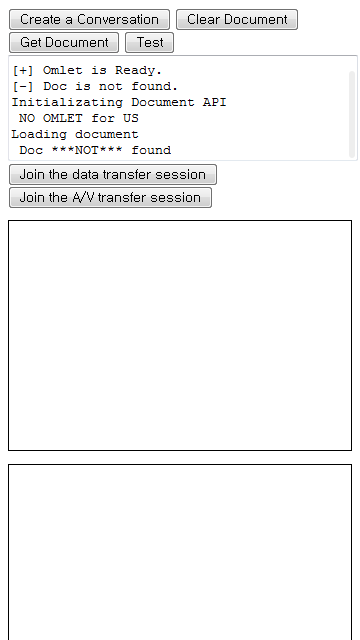 Create a Conversation Clear Document
Get Document Test
[+] Omlet is Ready.
[-] Doc is not found.
Initializating Document API
NO OMLET for US
Loading document
Doc ***NOT*** found
Join the data transfer session
Join the A/V transfer session